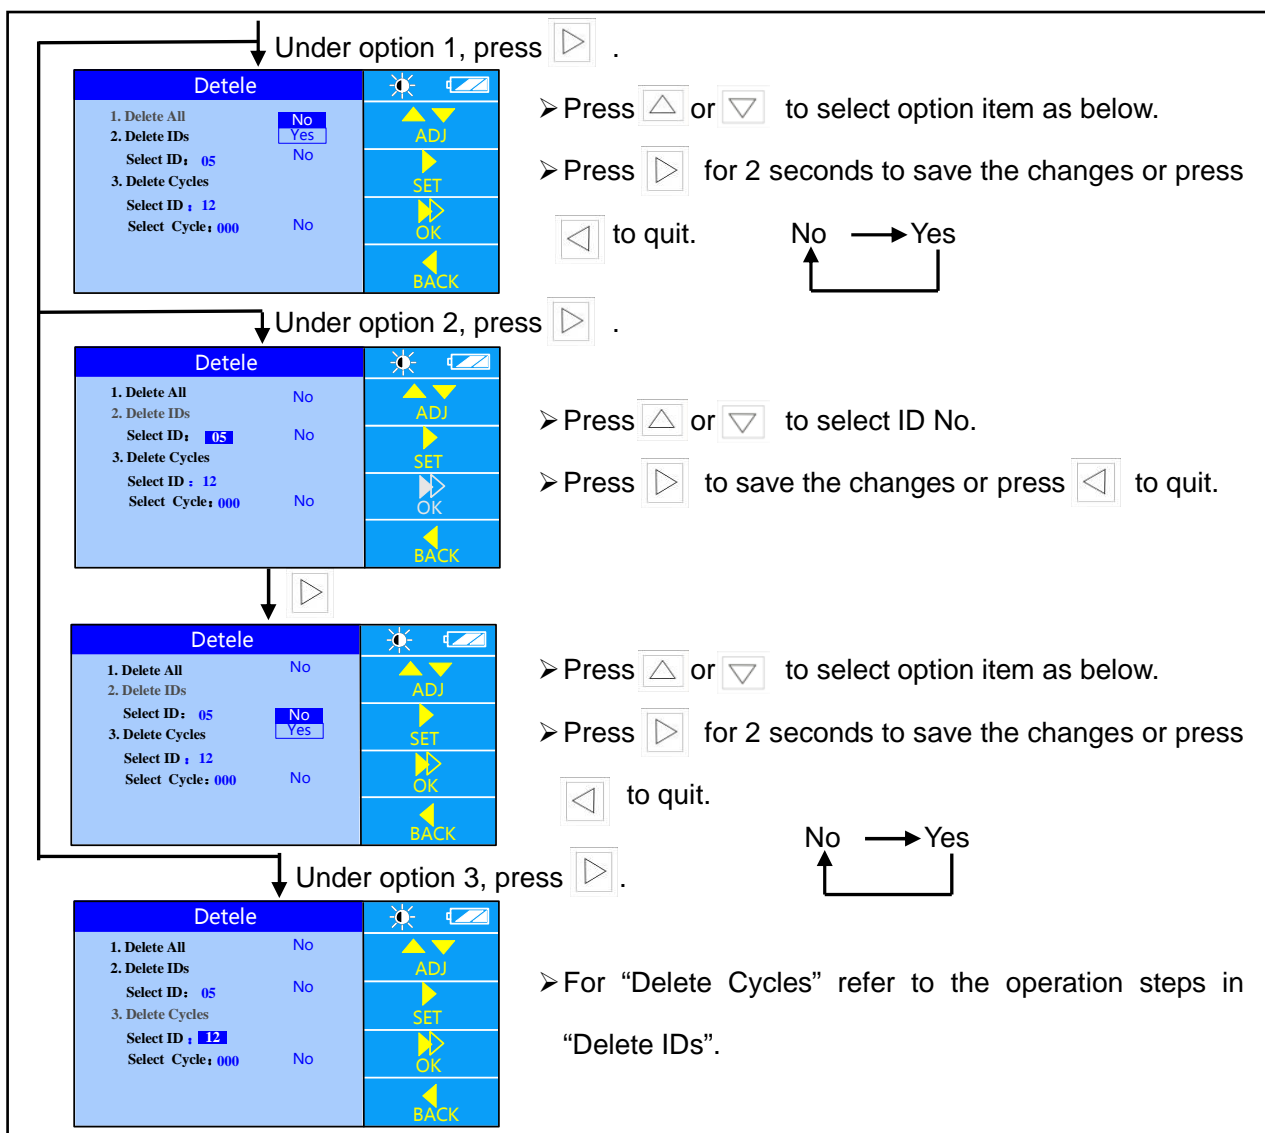 Under option 1, press .
Detele
1. Delete All No
2. Delete IDs Yes
Select ID： 05 No
3. Delete Cycles
Select ID： 12
Select Cycle：000 No
ADJ
SET
OK
BACK
➢ Press or to select option item as below.
➢ Press for 2 seconds to save the changes or press
to quit.
No Yes
Under option 2, press .
Detele
1. Delete All No
2. Delete IDs
Select ID： 05 No
3. Delete Cycles
Select ID： 12
Select Cycle：000 No
ADJ
SET
OK
BACK
➢ Press or to select ID No.
➢ Press to save the changes or press to quit.
Detele
1. Delete All No
2. Delete IDs
Select ID： 05 No
3. Delete Cycles Yes
Select ID： 12
Select Cycle：000 No
ADJ
SET
OK
BACK
➢ Press or to select option item as below.
➢ Press for 2 seconds to save the changes or press
to quit.
No Yes
Under option 3, press .
Detele
1. Delete All No
2. Delete IDs
Select ID： 05 No
3. Delete Cycles
Select ID： 12
Select Cycle：000 No
ADJ
SET
OK
BACK
➢ For “Delete Cycles” refer to the operation steps in
“Delete IDs”.